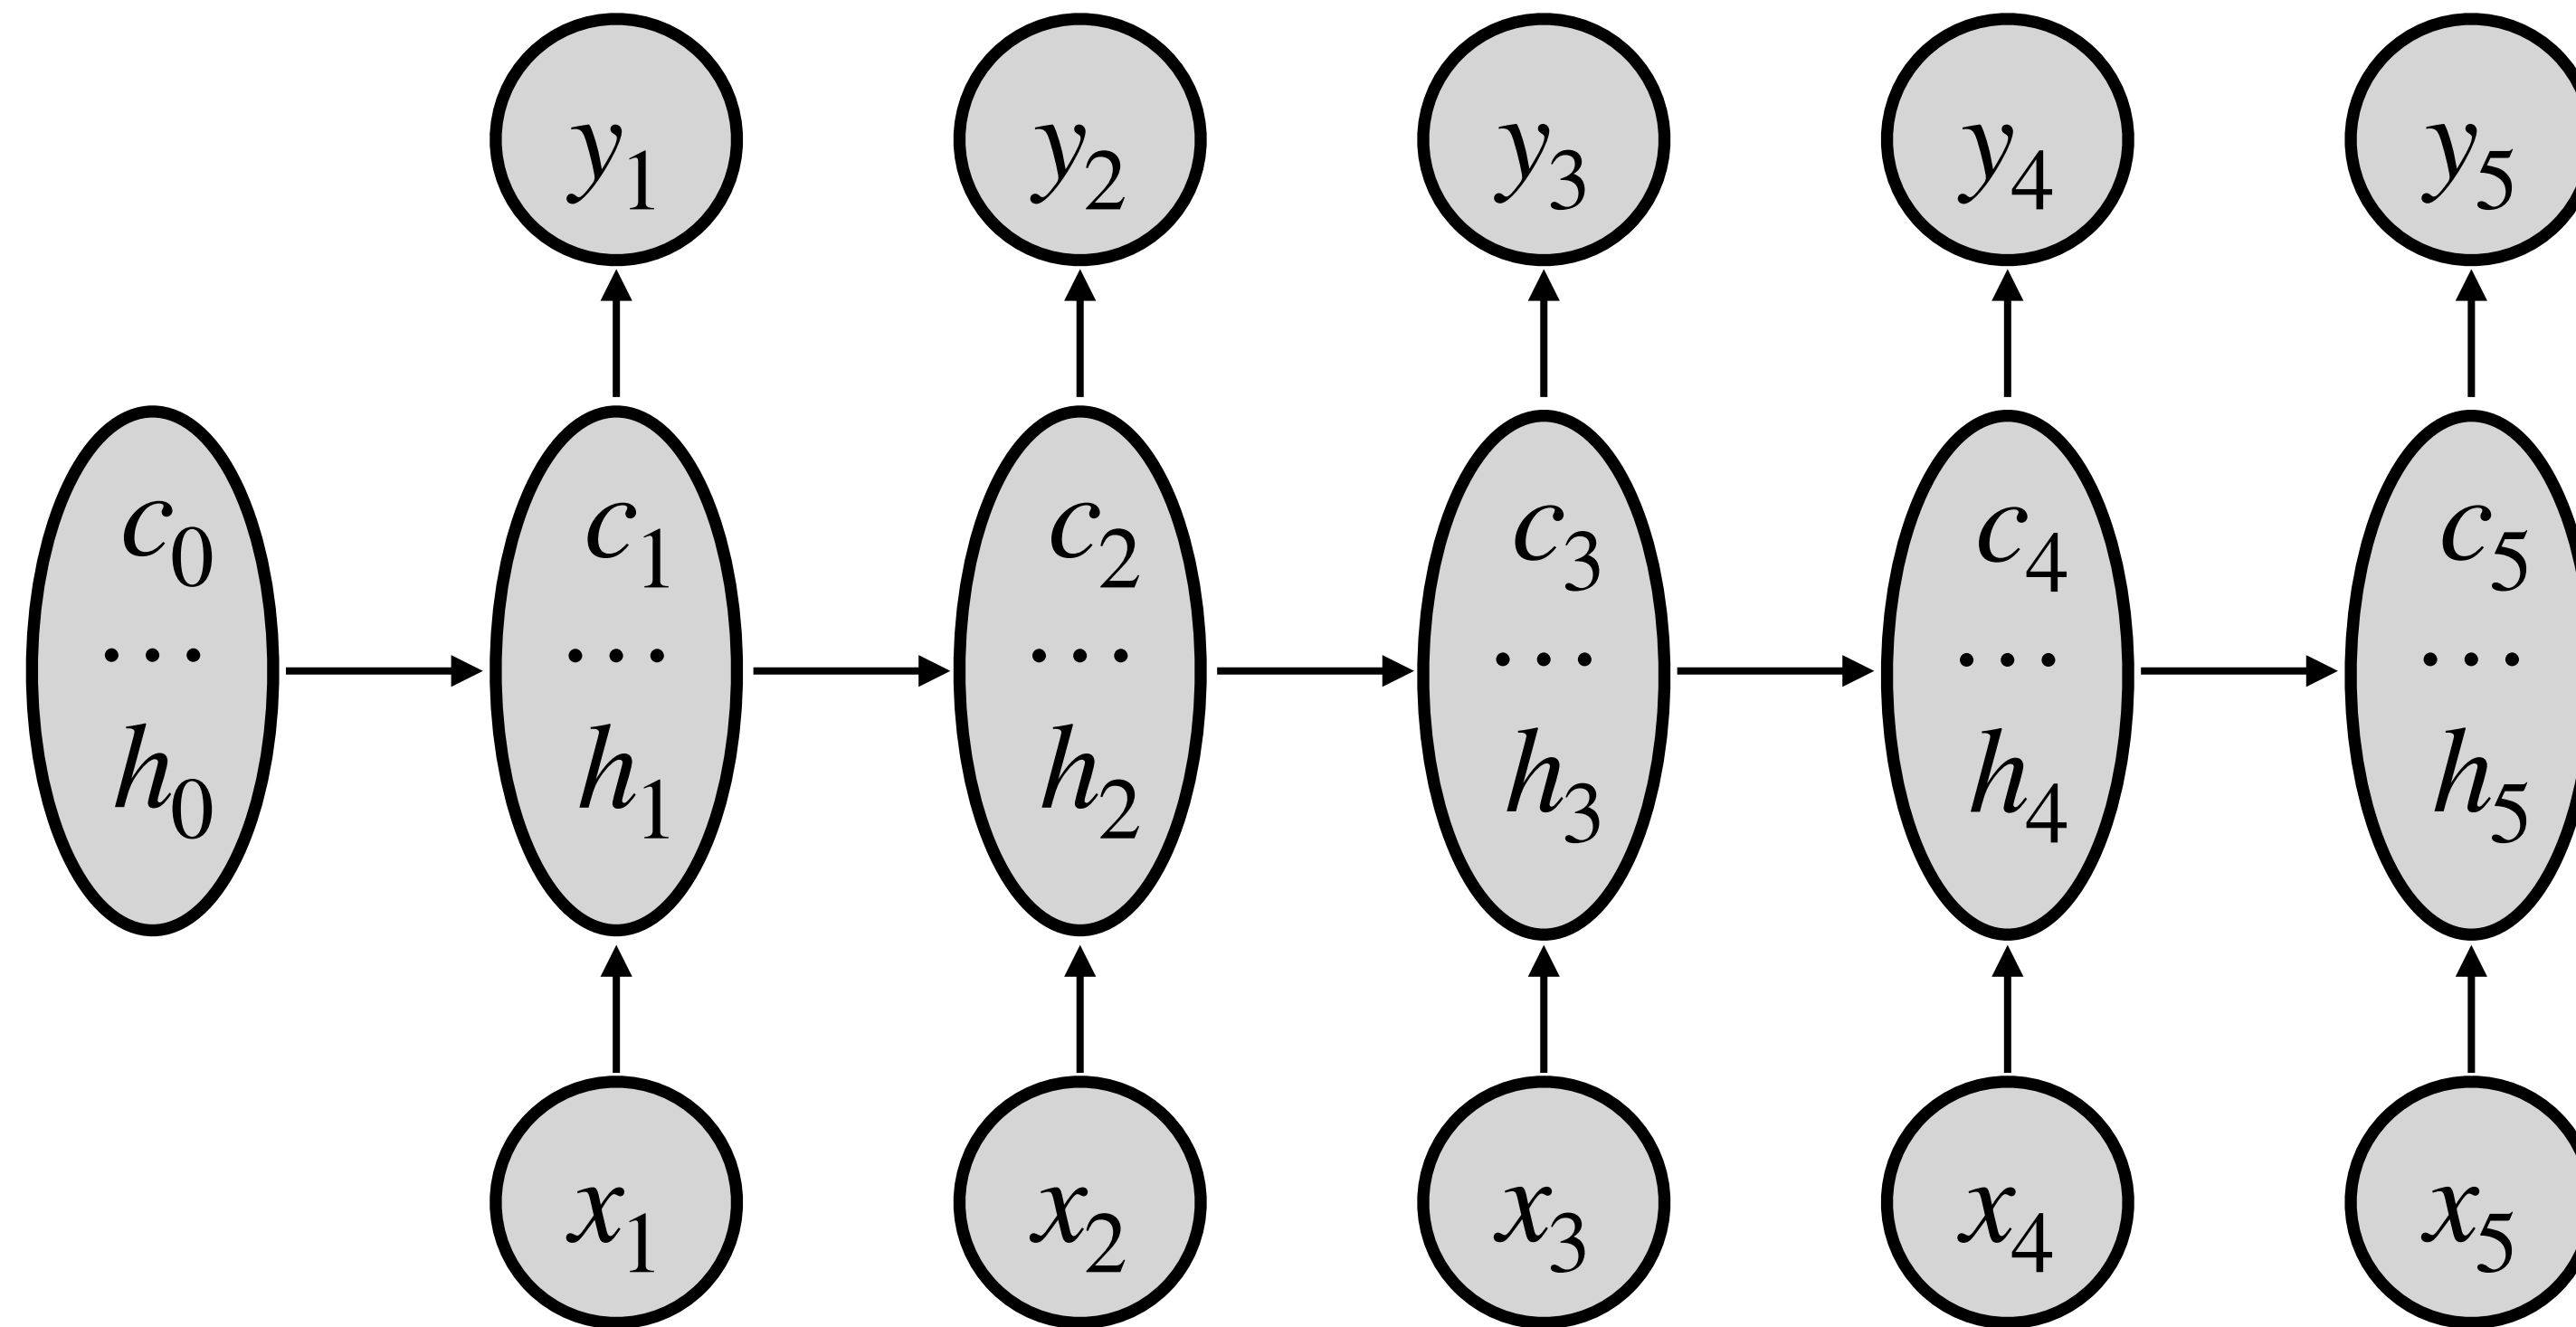 y₁ y₂ y₃ y₄ y₅
c₀ c₁ c₂ c₃ c₄ c₅
... ... ... ... ... ...
h₀ h₁ h₂ h₃ h₄ h₅
x₁ x₂ x₃ x₄ x₅